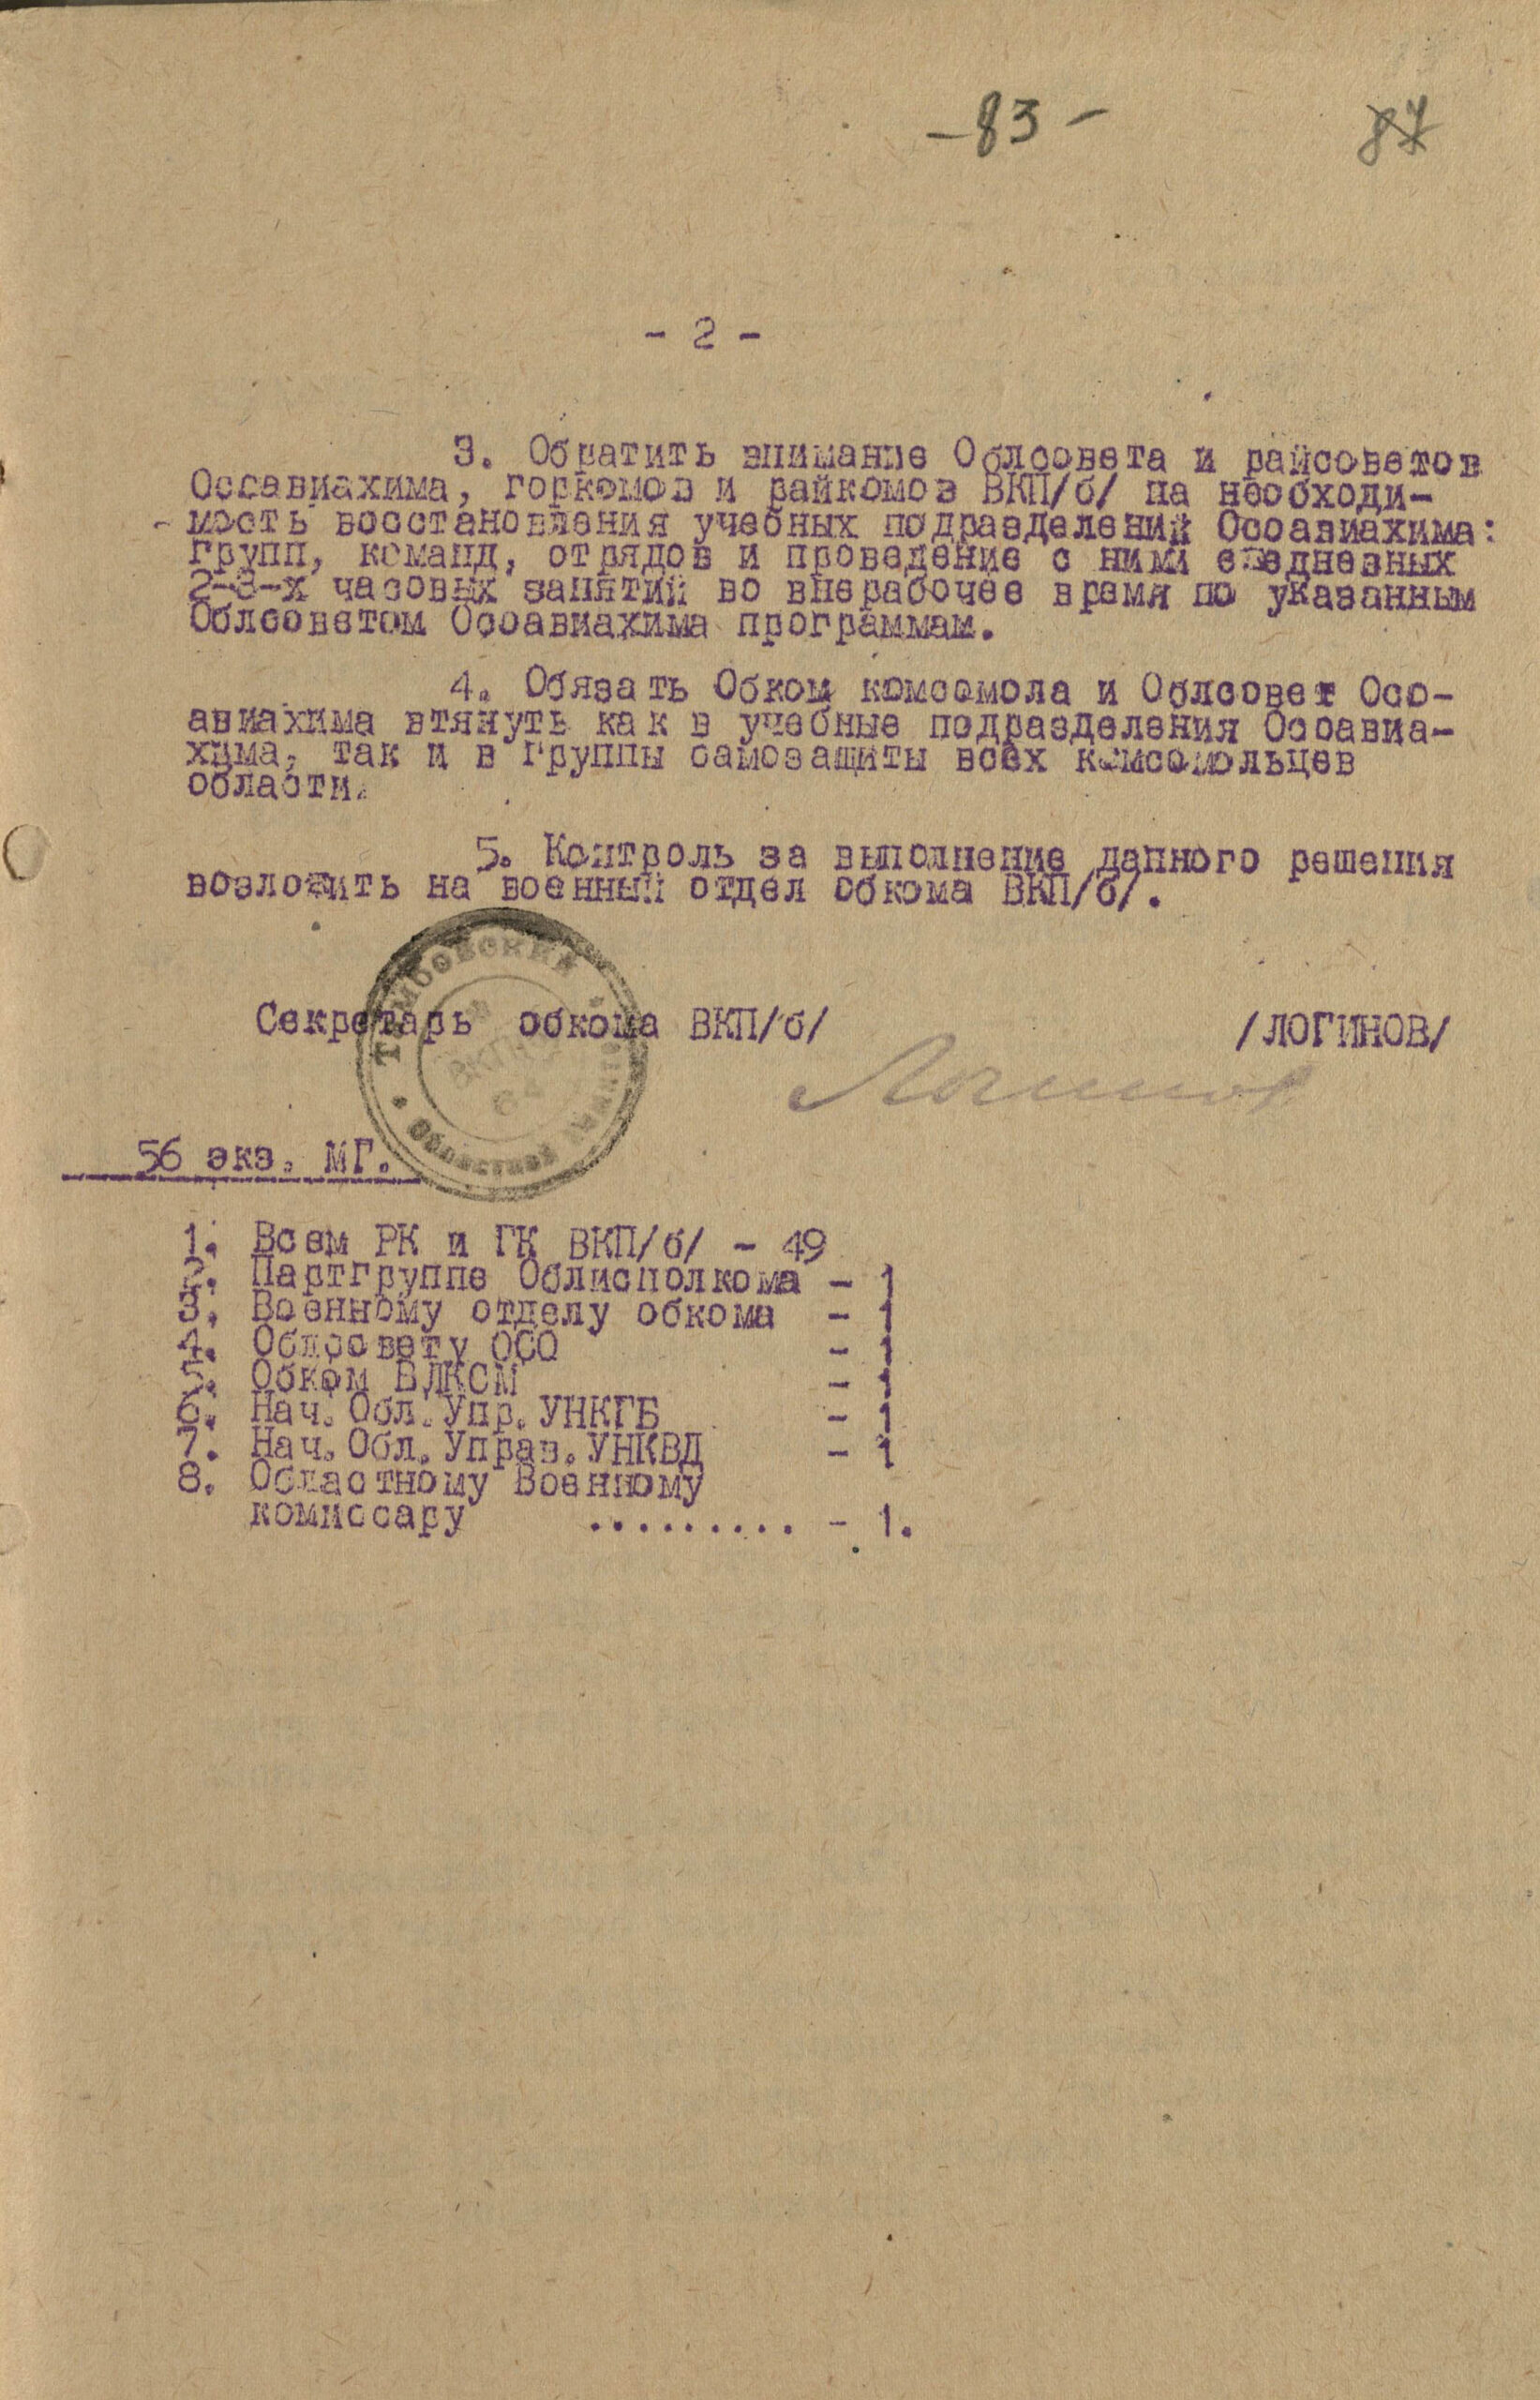 - 83 -
87
- 2 -
3. Обратить внимание Облсовета и райсоветов
Осоавиахима, горкомов и райкомов ВКП/б/ на необходи-
мость восстановления учебных подразделений Осоавиахима:
групп, команд, отрядов и проведение с ними ежедневных
2-3-х часовых занятий во внерабочее время по указанным
Облсоветом Осоавиахима программам.
4. Обязать Обком комсомола и Облсовет Осо-
авиахима втянуть как в учебные подразделения Осоавиа-
хима, так и в группы самозащиты всех комсомольцев
области.
5. Контроль за выполнение данного решения
возложить на военный отдел обкома ВКП/б/.
Секретарь обкома ВКП/б/ /ЛОГИНОВ/
Логинов
ТАМБОВСКИЙ
Областной
ВКП
56 экз. МГ.
1. Всем РК и ГК ВКП/б/ - 49
2. Партгруппе Облисполкома - 1
3. Военному отделу обкома - 1
4. Облсовету ОСО - 1
5. Обком ВЛКСМ - 1
6. Нач. Обл. Упр. УНКГБ - 1
7. Нач. Обл. Управ. УНКВД - 1
8. Областному Военному
комиссару ......... - 1.